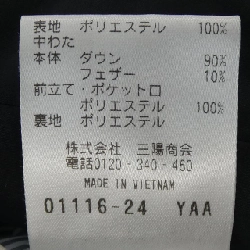 表地 ポリエステル 100%
中わた
本体 ダウン 90%
フェザー 10%
前立て・ポケット口
ポリエステル 100%
裏地 ポリエステル
株式会社 三陽商会
電話0120-340-460
MADE IN VIETNAM
01116-24 YAA